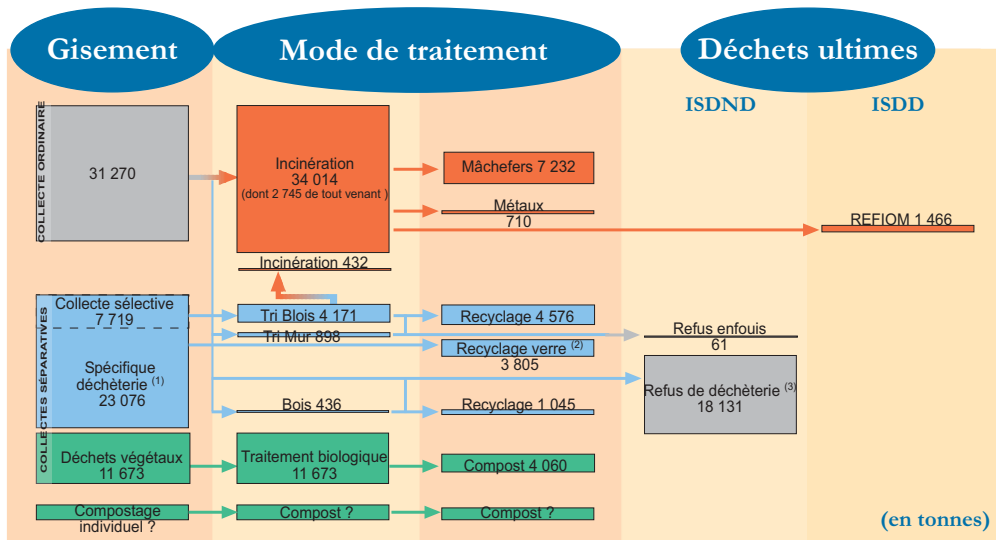 Gisement
Mode de traitement
Déchets ultimes
ISDND
ISDD
COLLECTE ORDINAIRE
31 270
Incinération
34 014
(dont 2 745 de tout venant )
Mâchefers 7 232
Métaux
710
REFIOM 1 466
Incinération 432
COLLECTES SÉPARATIVES
Collecte sélective
7 719
Tri Blois 4 171
Recyclage 4 576
Tri Mur 898
Refus enfouis
61
Recyclage verre (2)
3 805
Spécifique
déchèterie (1)
23 076
Refus de déchèterie (3)
18 131
Bois 436
Recyclage 1 045
Déchets végétaux
11 673
Traitement biologique
11 673
Compost 4 060
Compostage
individuel ?
Compost ?
Compost ?
(en tonnes)